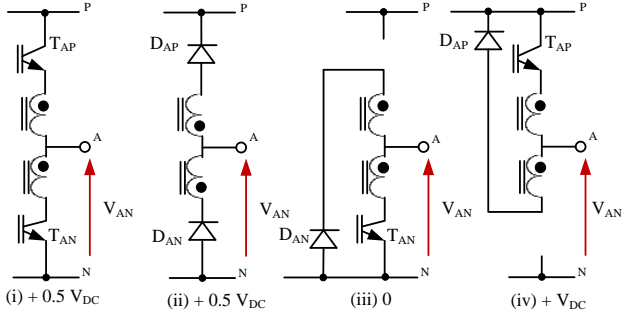 P
T_AP
A
V_AN
T_AN
N
(i) + 0.5 V_DC
P
D_AP
A
V_AN
D_AN
N
(ii) + 0.5 V_DC
P
A
V_AN
D_AN
T_AN
N
(iii) 0
P
D_AP
T_AP
A
V_AN
N
(iv) + V_DC